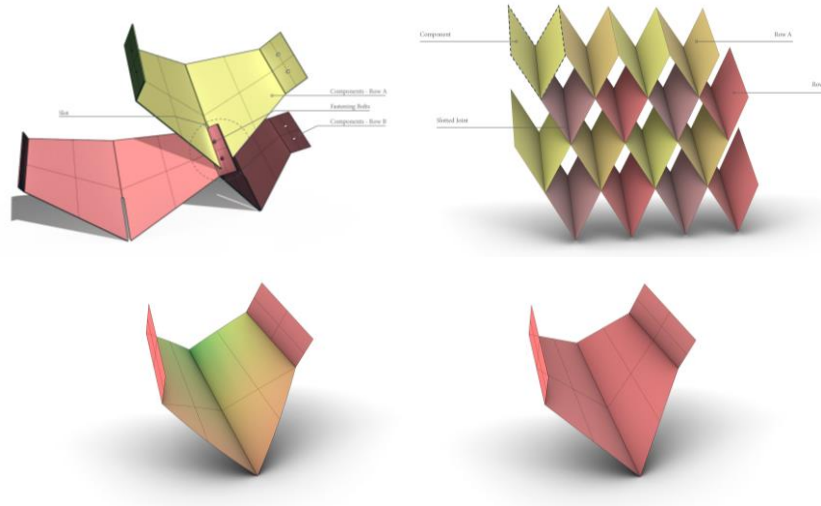 Components - Row A
Fastening Bolts
Slot
Components - Row B
Component
Row A
Slotted Joint